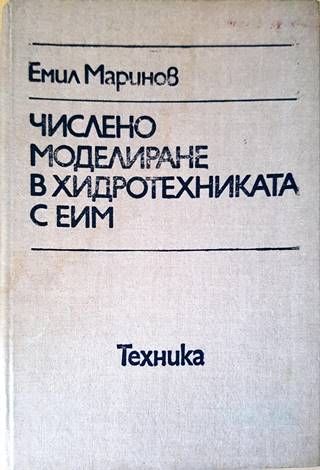 Емил Маринов
ЧИСЛЕНО
МОДЕЛИРАНЕ
В ХИДРОТЕХНИКАТА
С ЕИМ
Техника